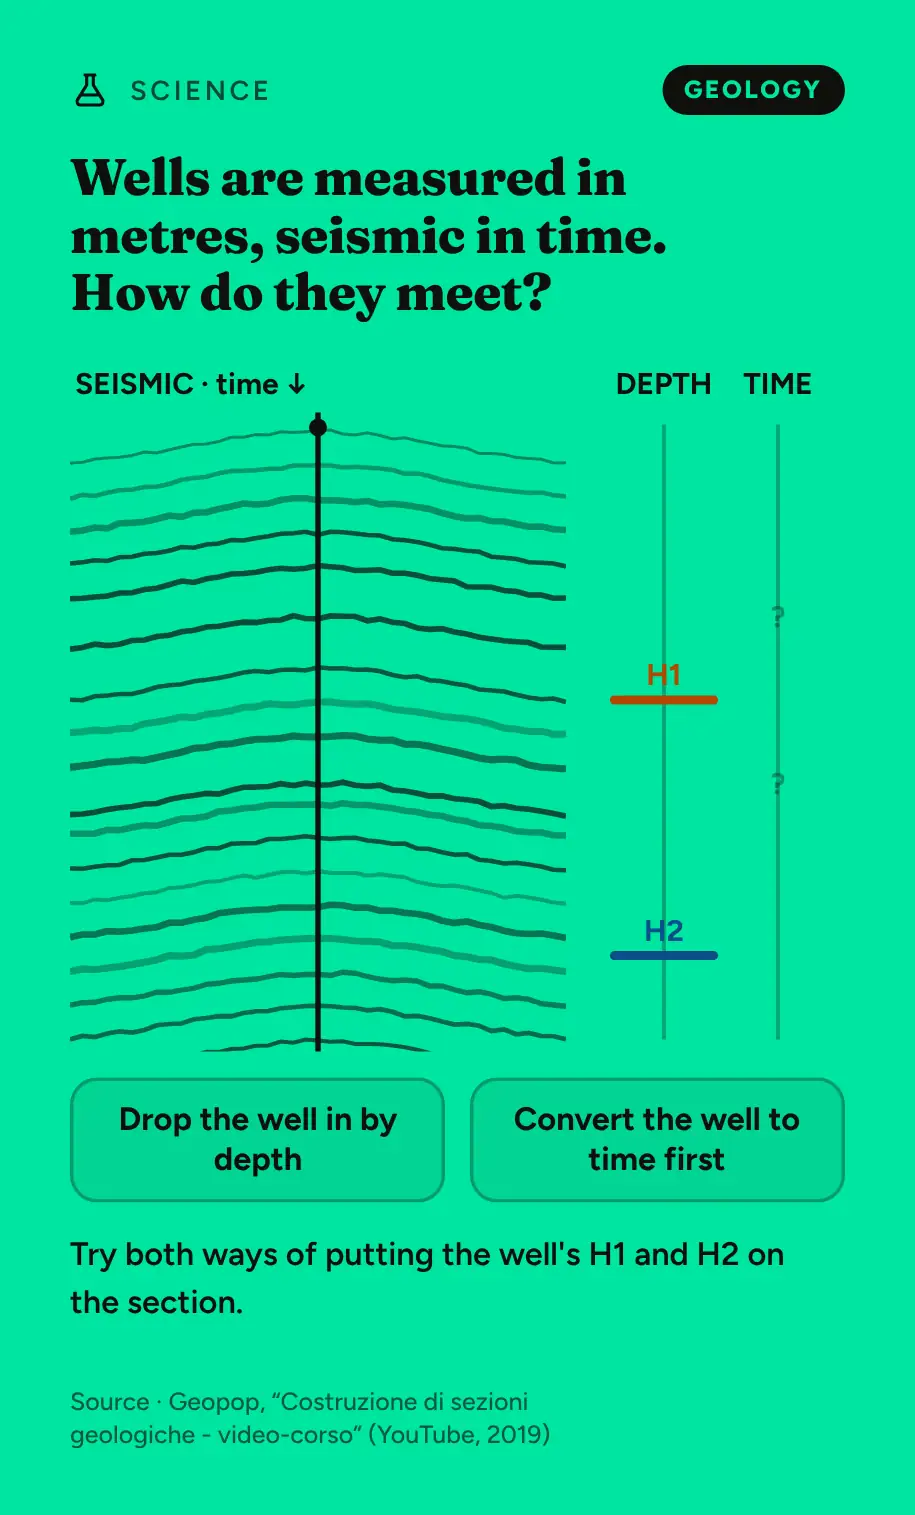 SCIENCE
GEOLOGY
Wells are measured in
metres, seismic in time.
How do they meet?
SEISMIC · time ↓
DEPTH
TIME
?
H1
?
H2
Drop the well in by
depth
Convert the well to
time first
Try both ways of putting the well's H1 and H2 on
the section.
Source · Geopop, “Costruzione di sezioni
geologiche - video-corso” (YouTube, 2019)